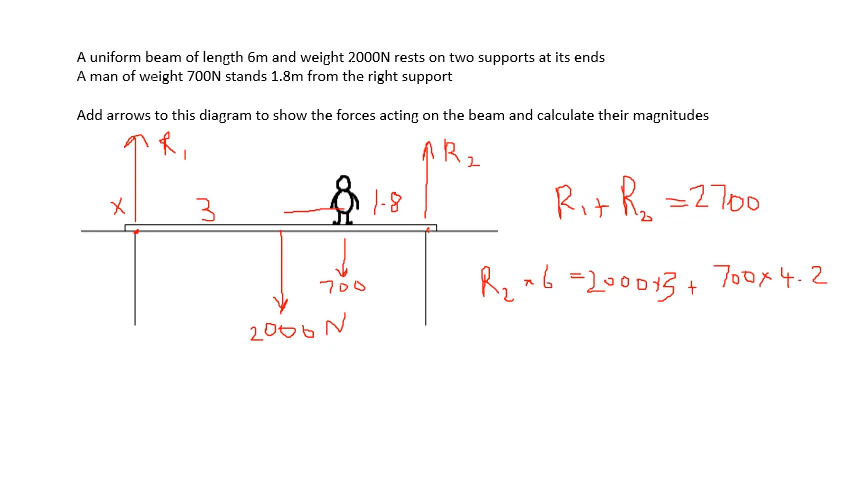 A uniform beam of length 6m and weight 2000N rests on two supports at its ends
A man of weight 700N stands 1.8m from the right support
Add arrows to this diagram to show the forces acting on the beam and calculate their magnitudes
R₁
R₂
X
3
1.8
R₁ + R₂ = 2700
700
2000 N
R₂ × 6 = 2000×3 + 700×4.2